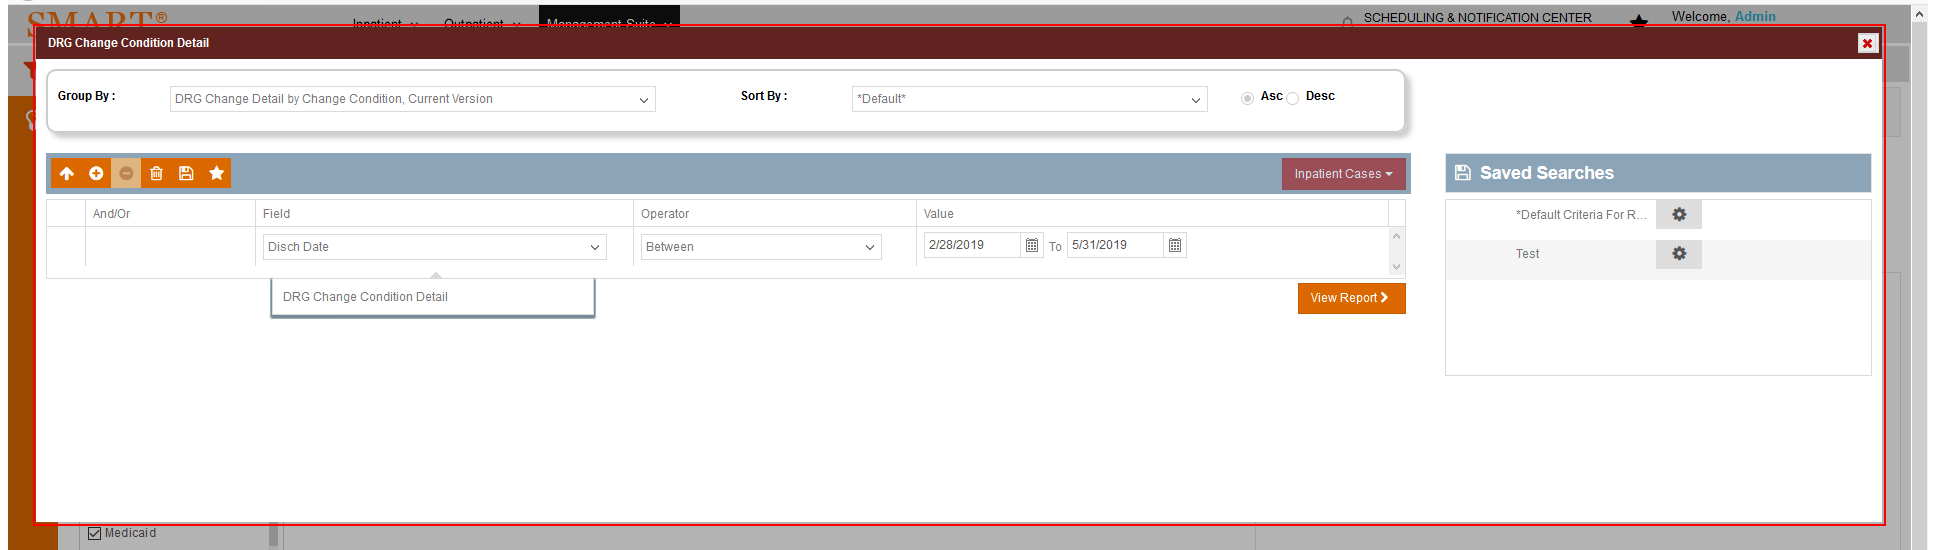 SMART®
Inpatient
Outpatient
Management Suite
SCHEDULING & NOTIFICATION CENTER
Welcome, Admin
DRG Change Condition Detail
Group By :
DRG Change Detail by Change Condition, Current Version
Sort By :
*Default*
Asc
Desc
Inpatient Cases
Saved Searches
And/Or
Field
Operator
Value
*Default Criteria For R...
Disch Date
Between
2/28/2019
To
5/31/2019
Test
DRG Change Condition Detail
View Report
Medicaid